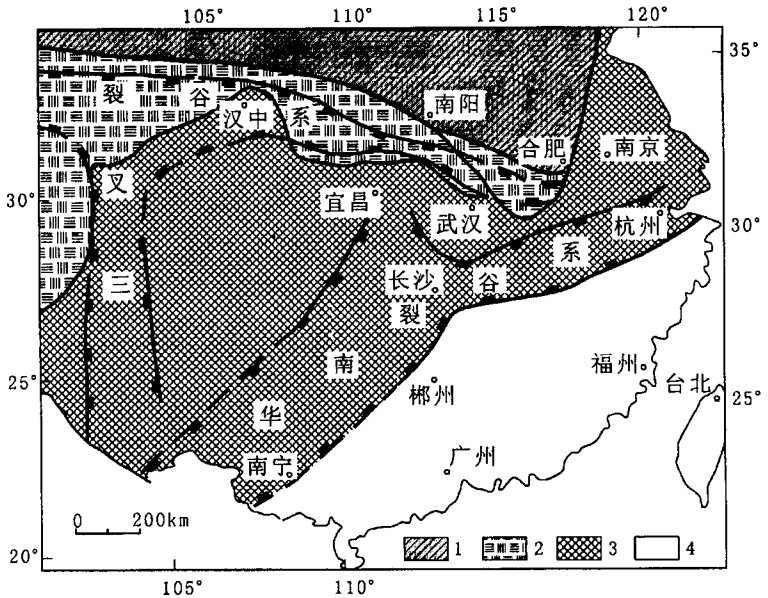 105° 110° 115° 120°
35°
裂 谷 系 南阳
汉中
合肥 南京
叉
30° 宜昌
武汉 杭州 30°
三 系
长沙 谷
裂
南 福州
25° 郴州 台北 25°
华
南宁 广州
0 200km
1 2 3 4
20°
105° 110°